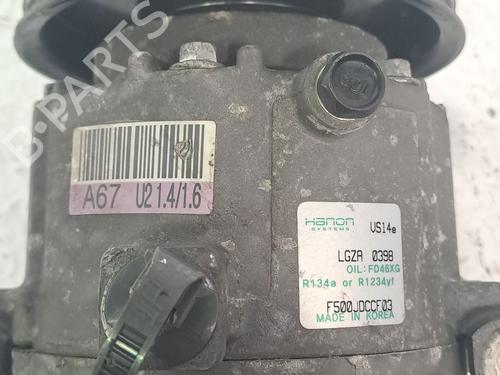 B-PARTS
A67 U2 1.4/1.6
HANON
SYSTEMS
VS14e
LGZA 0398
OIL:FD46XG
R134a or R1234yf
F500JDCCF03
MADE IN KOREA